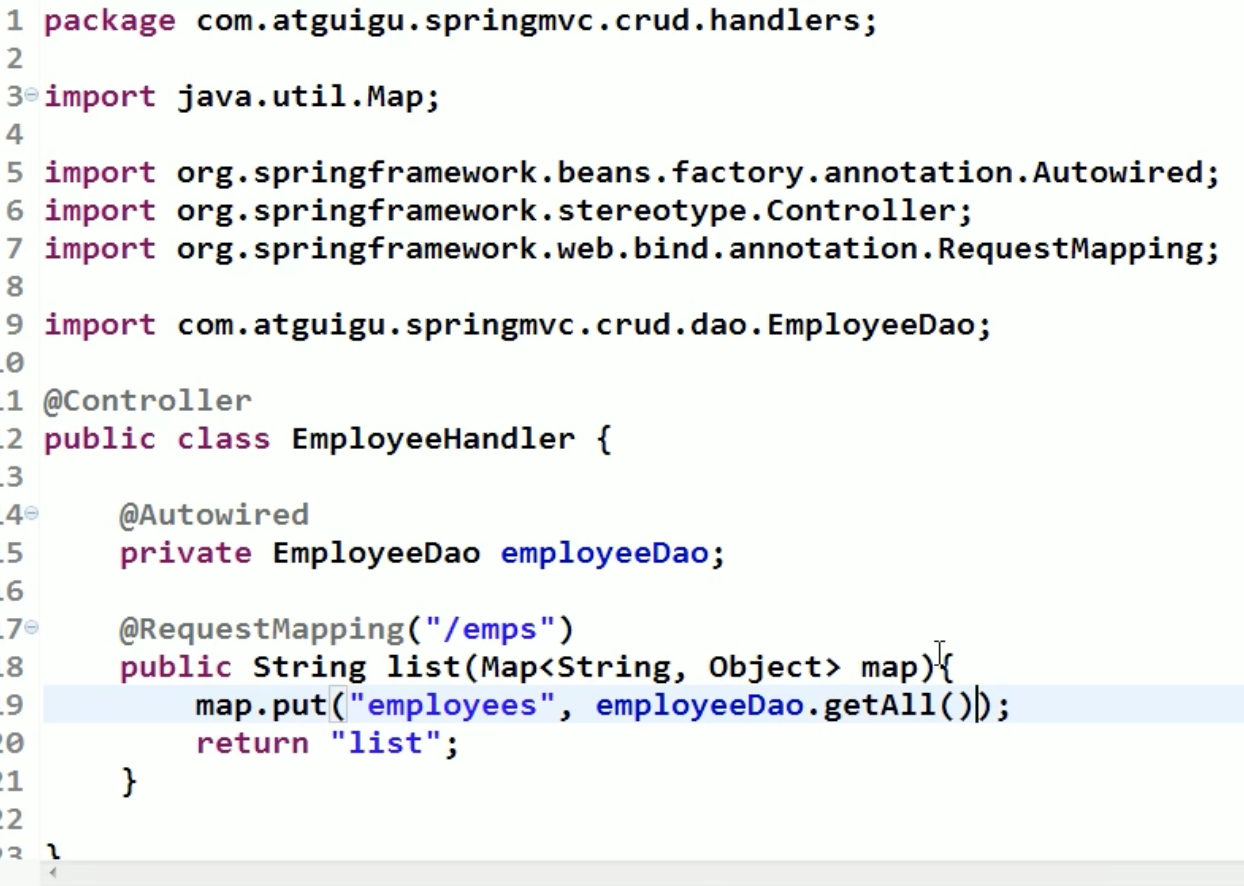 1 package com.atguigu.springmvc.crud.handlers;
2
3 import java.util.Map;
4
5 import org.springframework.beans.factory.annotation.Autowired;
6 import org.springframework.stereotype.Controller;
7 import org.springframework.web.bind.annotation.RequestMapping;
8
9 import com.atguigu.springmvc.crud.dao.EmployeeDao;
10
11 @Controller
12 public class EmployeeHandler {
13
14 @Autowired
15 private EmployeeDao employeeDao;
16
17 @RequestMapping("/emps")
18 public String list(Map<String, Object> map){
19 map.put("employees", employeeDao.getAll());
20 return "list";
21 }
22
23 }